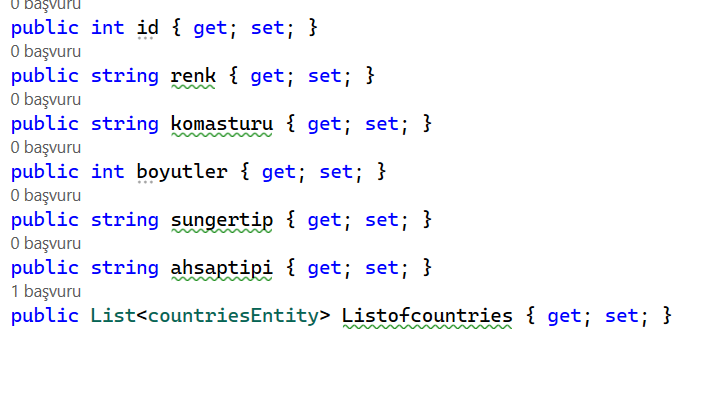 0 başvuru
public int id { get; set; }
0 başvuru
public string renk { get; set; }
0 başvuru
public string komasturu { get; set; }
0 başvuru
public int boyutler { get; set; }
0 başvuru
public string sungertip { get; set; }
0 başvuru
public string ahsaptipi { get; set; }
1 başvuru
public List<countriesEntity> Listofcountries { get; set; }